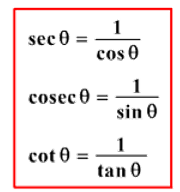 sec θ = 1/cos θ
cosec θ = 1/sin θ
cot θ = 1/tan θ